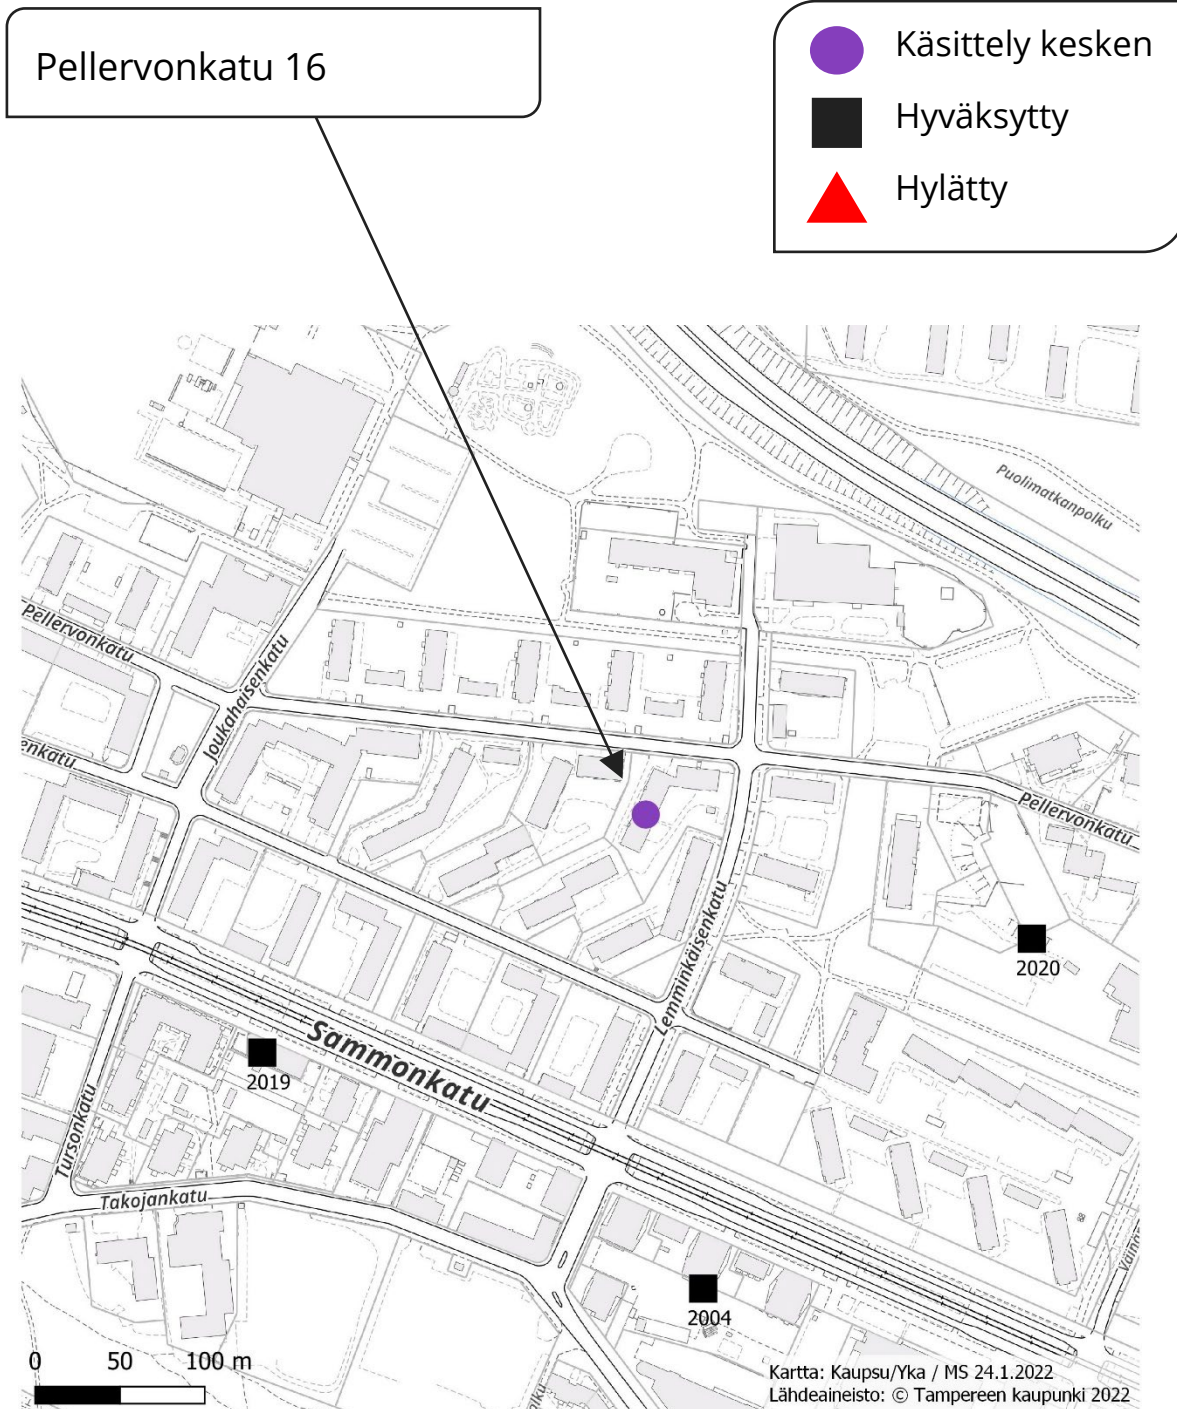 Pellervonkatu 16
Käsittely kesken
Hyväksytty
Hylätty
Puolimatkanpolku
Pellervonkatu
Joukahaisenkatu
enkatu
Pellervonkatu
Lemminkäisenkatu
2020
Sammonkatu
2019
Tursonkatu
Takojankatu
2004
0 50 100 m
Kartta: Kaupsu/Yka / MS 24.1.2022
Lähdeaineisto: © Tampereen kaupunki 2022